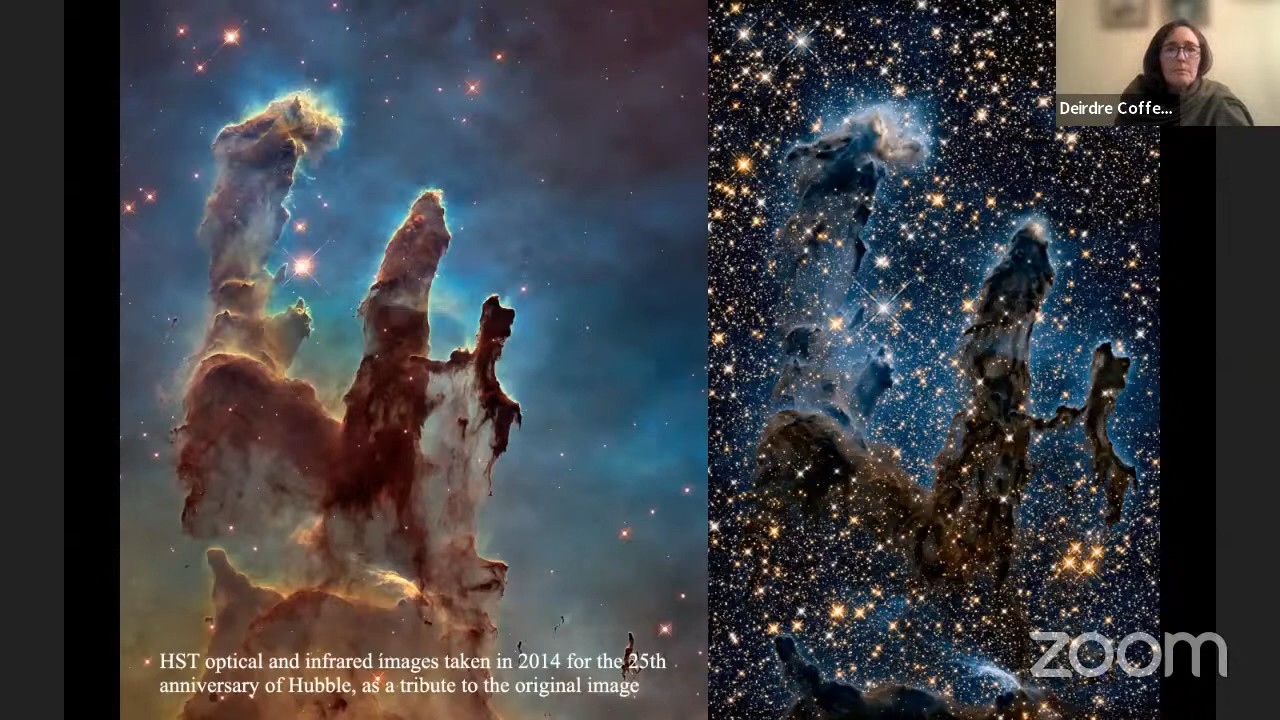 Deirdre Coffe...
HST optical and infrared images taken in 2014 for the 25th
anniversary of Hubble, as a tribute to the original image
zoom